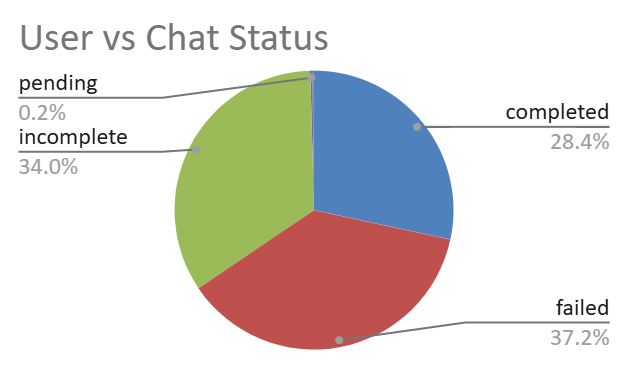 User vs Chat Status
pending
0.2%
incomplete
34.0%
completed
28.4%
failed
37.2%